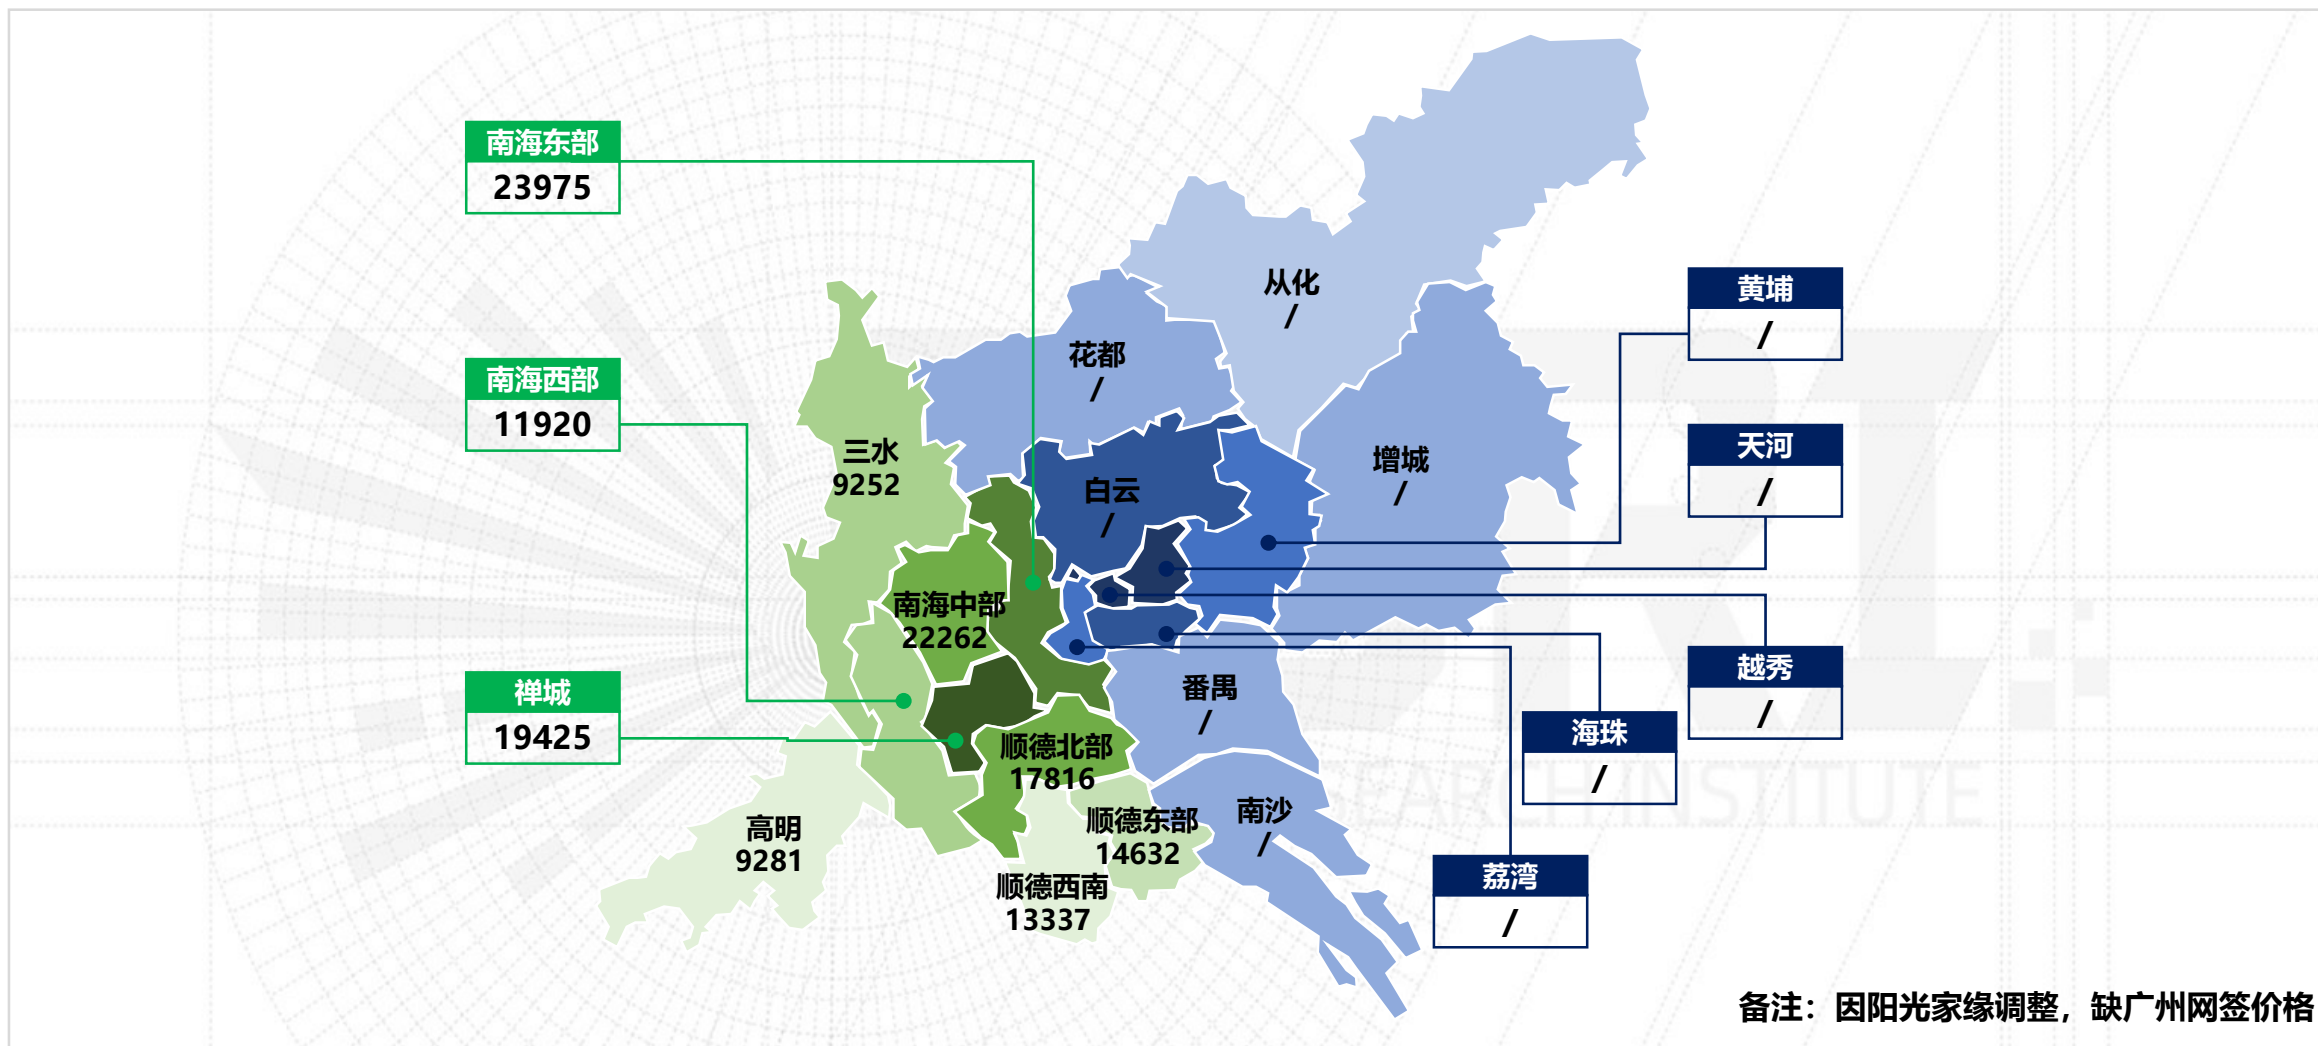 南海东部
23975
南海西部
11920
禅城
19425
三水
9252
南海中部
22262
高明
9281
顺德北部
17816
顺德东部
14632
顺德西南
13337
从化
/
花都
/
白云
/
增城
/
番禺
/
南沙
/
黄埔
/
天河
/
越秀
/
海珠
/
荔湾
/
备注：因阳光家缘调整，缺广州网签价格